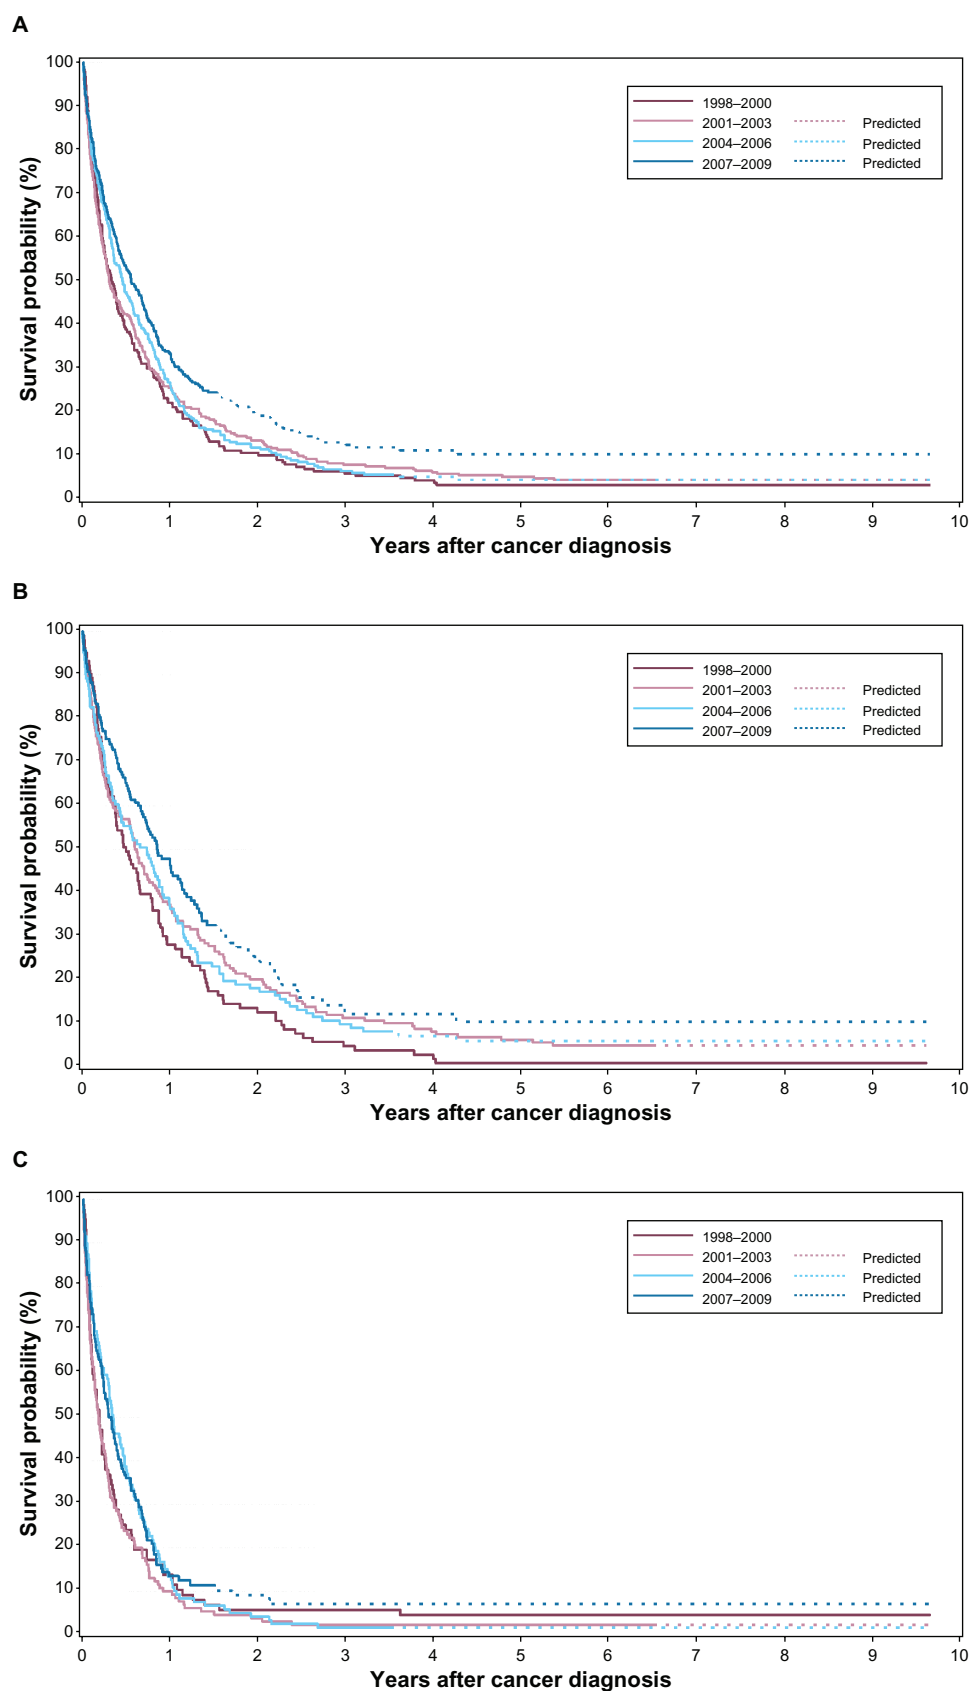 A
Survival probability (%)
100
90
80
70
60
50
40
30
20
10
0
1998–2000
2001–2003 Predicted
2004–2006 Predicted
2007–2009 Predicted
0 1 2 3 4 5 6 7 8 9 10
Years after cancer diagnosis
B
Survival probability (%)
100
90
80
70
60
50
40
30
20
10
0
1998–2000
2001–2003 Predicted
2004–2006 Predicted
2007–2009 Predicted
0 1 2 3 4 5 6 7 8 9 10
Years after cancer diagnosis
C
Survival probability (%)
100
90
80
70
60
50
40
30
20
10
0
1998–2000
2001–2003 Predicted
2004–2006 Predicted
2007–2009 Predicted
0 1 2 3 4 5 6 7 8 9 10
Years after cancer diagnosis